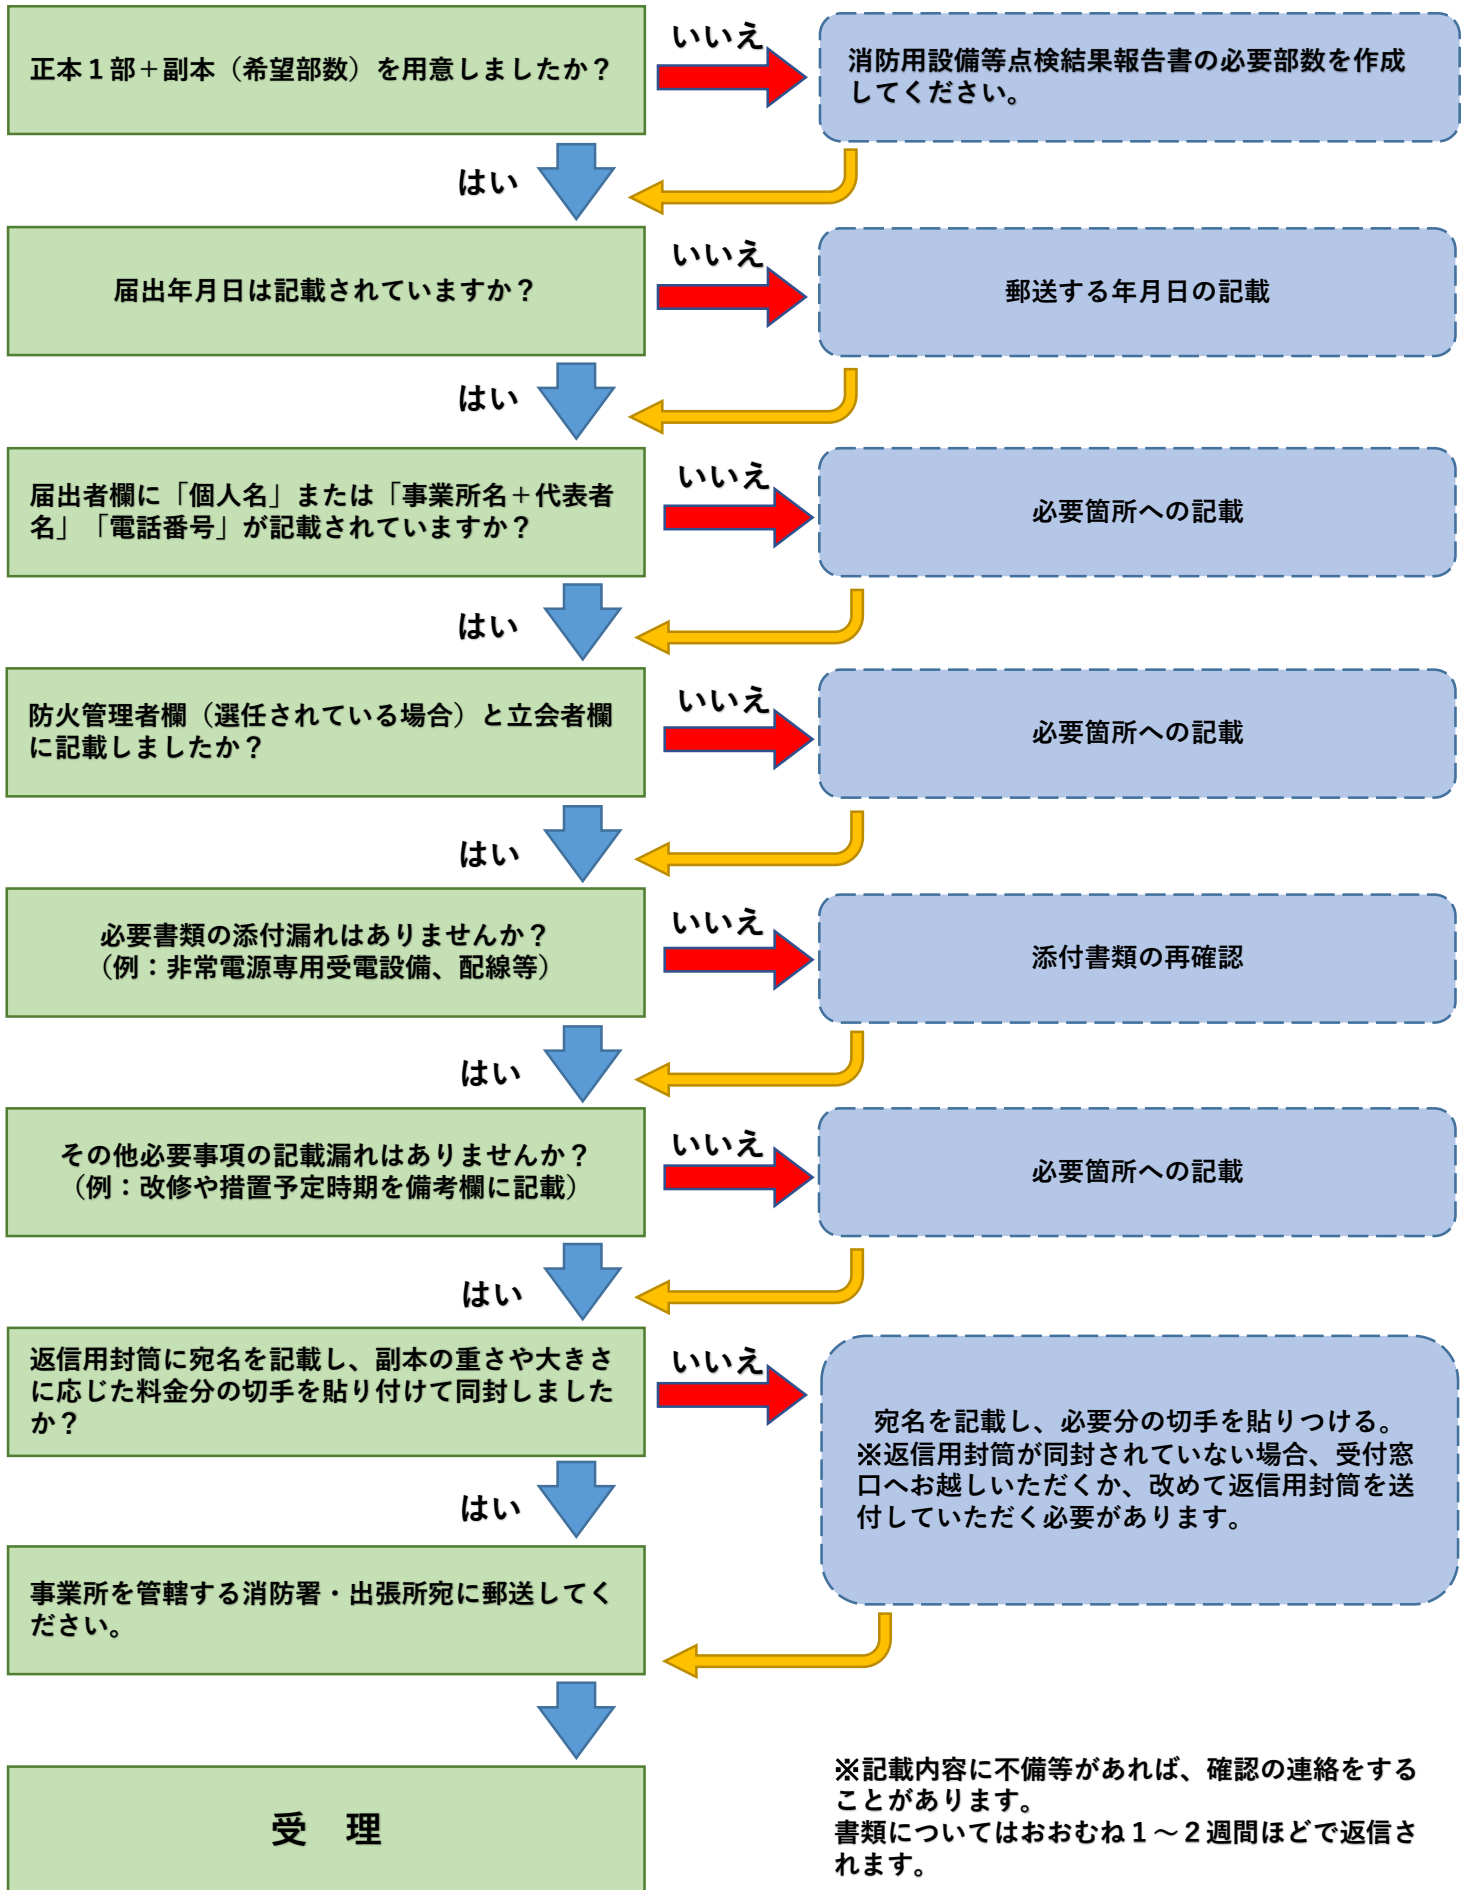 正本１部＋副本（希望部数）を用意しましたか？
いいえ
消防用設備等点検結果報告書の必要部数を作成
してください。
はい
届出年月日は記載されていますか？
いいえ
郵送する年月日の記載
はい
届出者欄に「個人名」または「事業所名＋代表者
名」「電話番号」が記載されていますか？
いいえ
必要箇所への記載
はい
防火管理者欄（選任されている場合）と立会者欄
に記載しましたか？
いいえ
必要箇所への記載
はい
必要書類の添付漏れはありませんか？
（例：非常電源専用受電設備、配線等）
いいえ
添付書類の再確認
はい
その他必要事項の記載漏れはありませんか？
（例：改修や措置予定時期を備考欄に記載）
いいえ
必要箇所への記載
はい
返信用封筒に宛名を記載し、副本の重さや大きさ
に応じた料金分の切手を貼り付けて同封しました
か？
いいえ
宛名を記載し、必要分の切手を貼りつける。
※返信用封筒が同封されていない場合、受付窓
口へお越しいただくか、改めて返信用封筒を送
付していただく必要があります。
はい
事業所を管轄する消防署・出張所宛に郵送してく
ださい。
受　理
※記載内容に不備等があれば、確認の連絡をする
ことがあります。
書類についてはおおむね１～２週間ほどで返信さ
れます。